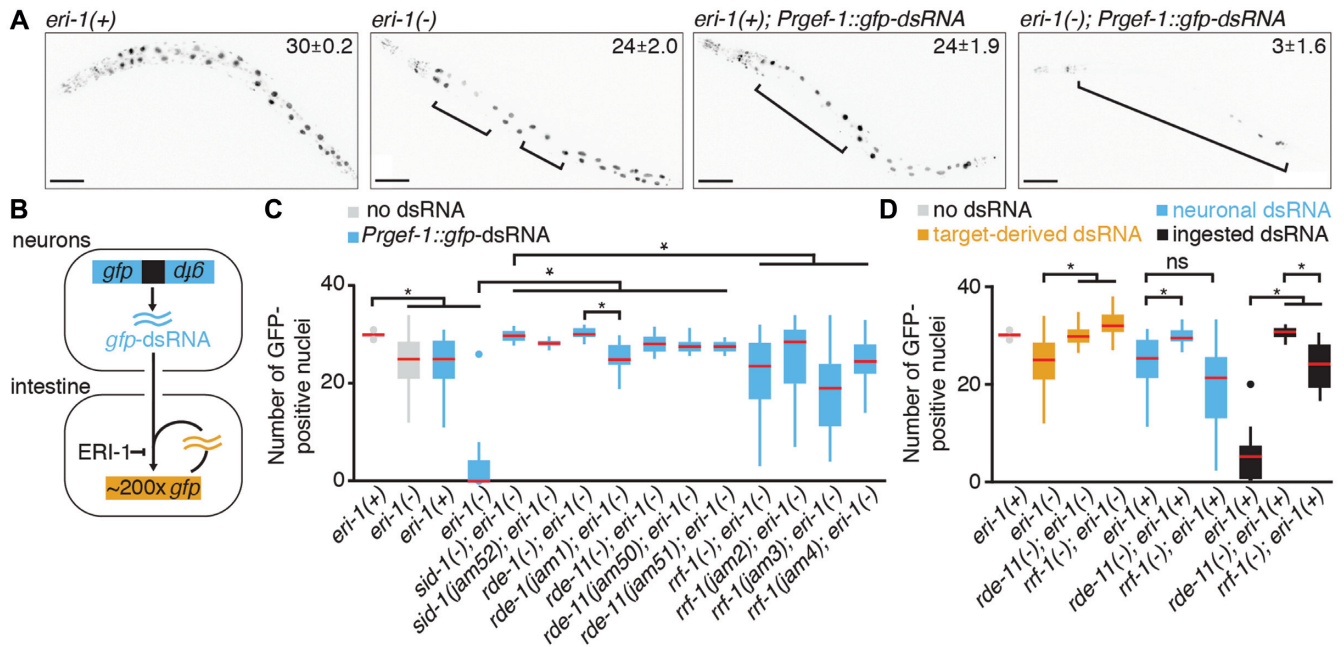 A
eri-1(+)
eri-1(-)
eri-1(+); Prgef-1::gfp-dsRNA
eri-1(-); Prgef-1::gfp-dsRNA
30±0.2
24±2.0
24±1.9
3±1.6
B
neurons
gfp gfp
gfp-dsRNA
intestine
ERI-1
~200x gfp
C
no dsRNA
Prgef-1::gfp-dsRNA
Number of GFP-
positive nuclei
40
20
0
* * * *
eri-1(+)
eri-1(-)
eri-1(+)
eri-1(-)
sid-1(-); eri-1(-)
sid-1(jam52); eri-1(-)
rde-1(-); eri-1(-)
rde-1(jam1); eri-1(-)
rde-11(-); eri-1(-)
rde-11(jam50); eri-1(-)
rde-11(jam51); eri-1(-)
rrf-1(-); eri-1(-)
rrf-1(jam2); eri-1(-)
rrf-1(jam3); eri-1(-)
rrf-1(jam4); eri-1(-)
D
no dsRNA
neuronal dsRNA
target-derived dsRNA
ingested dsRNA
Number of GFP-
positive nuclei
40
20
0
* ns * * *
eri-1(+)
eri-1(-)
rde-11(-); eri-1(-)
rrf-1(-); eri-1(-)
eri-1(+)
rde-11(-); eri-1(+)
rrf-1(-); eri-1(+)
eri-1(+)
rde-11(-); eri-1(+)
rrf-1(-); eri-1(+)